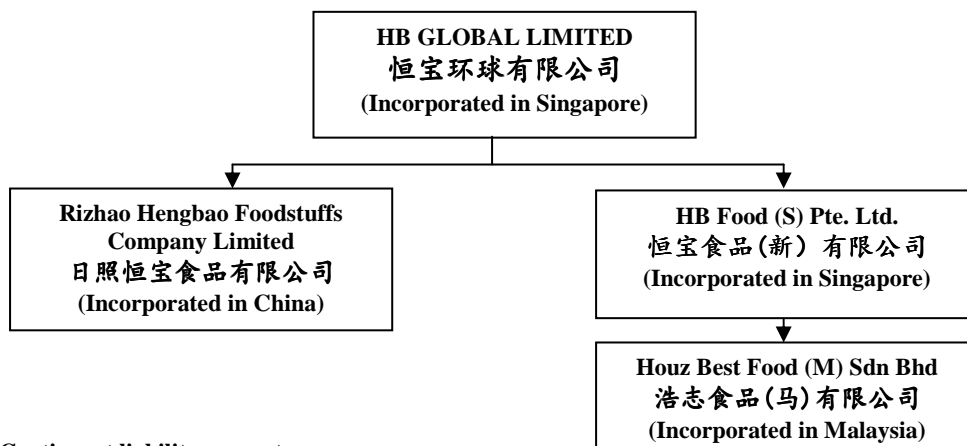 HB GLOBAL LIMITED
恒宝环球有限公司
(Incorporated in Singapore)
Rizhao Hengbao Foodstuffs
Company Limited
日照恒宝食品有限公司
(Incorporated in China)
HB Food (S) Pte. Ltd.
恒宝食品(新）有限公司
(Incorporated in Singapore)
Houz Best Food (M) Sdn Bhd
浩志食品(马)有限公司
(Incorporated in Malaysia)